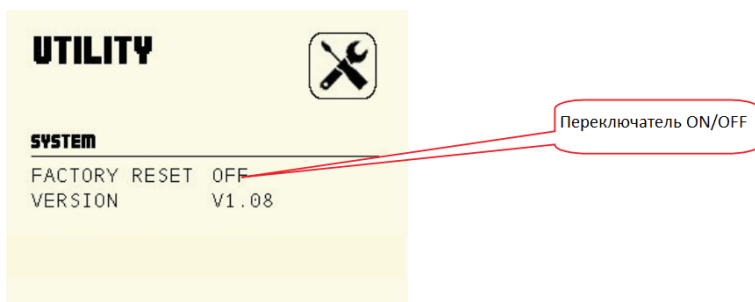 UTILITY
SYSTEM
FACTORY RESET OFF
VERSION V1.08
Переключатель ON/OFF